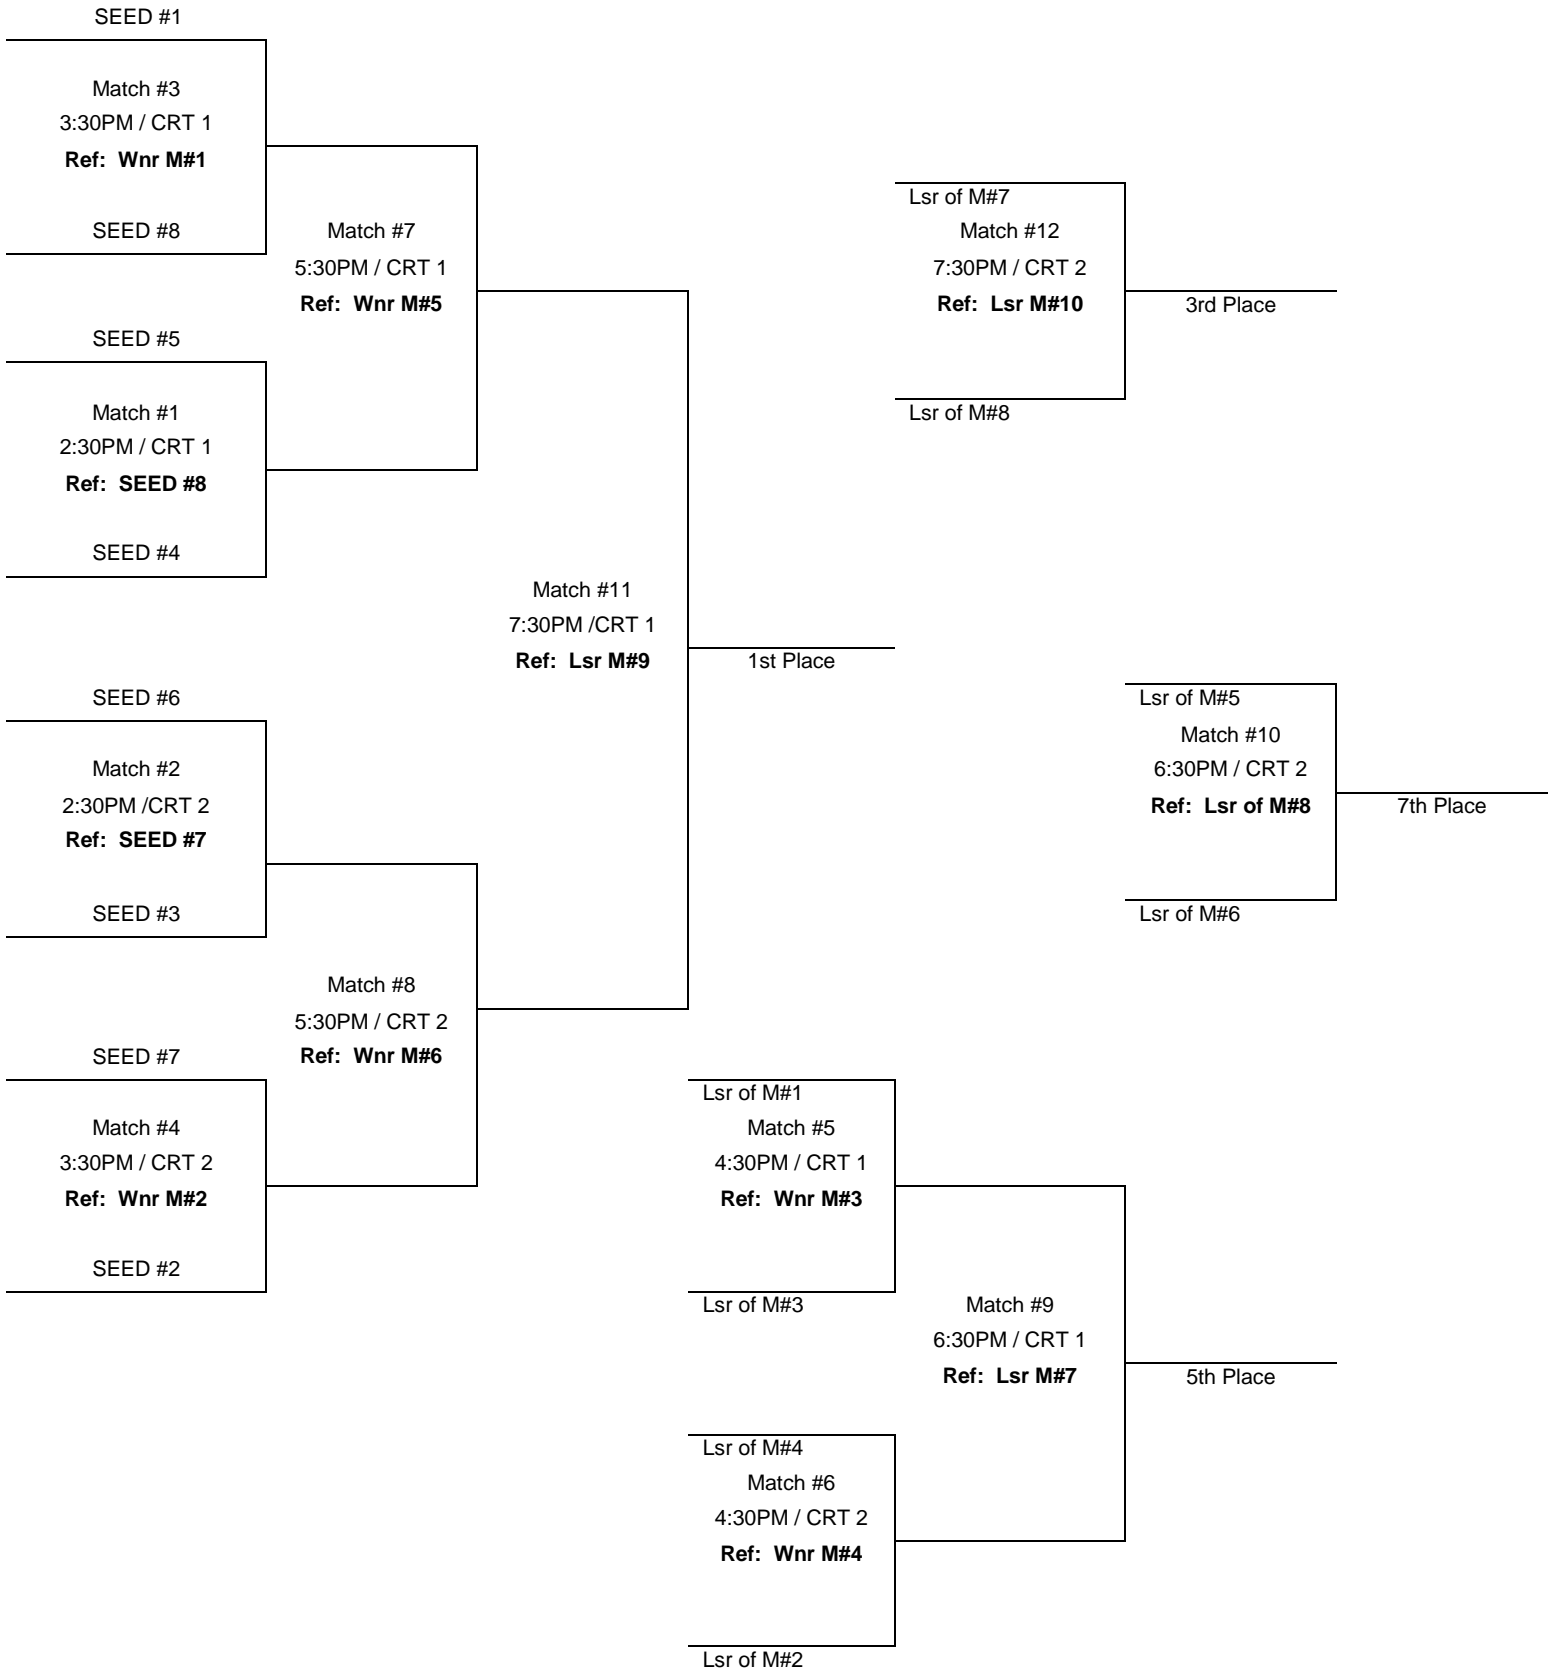 SEED #1
Match #3
3:30PM / CRT 1
Ref:  Wnr M#1
SEED #8
Match #7
5:30PM / CRT 1
Ref:  Wnr M#5
SEED #5
Match #1
2:30PM / CRT 1
Ref:  SEED #8
SEED #4
Match #11
7:30PM /CRT 1
Ref:  Lsr M#9
1st Place
SEED #6
Match #2
2:30PM /CRT 2
Ref:  SEED #7
SEED #3
Match #8
5:30PM / CRT 2
Ref:  Wnr M#6
SEED #7
Match #4
3:30PM / CRT 2
Ref:  Wnr M#2
SEED #2
Lsr of M#7
Match #12
7:30PM / CRT 2
Ref:  Lsr M#10
3rd Place
Lsr of M#8
Lsr of M#5
Match #10
6:30PM / CRT 2
Ref:  Lsr of M#8
7th Place
Lsr of M#6
Lsr of M#1
Match #5
4:30PM / CRT 1
Ref:  Wnr M#3
Lsr of M#3
Match #9
6:30PM / CRT 1
Ref:  Lsr M#7
5th Place
Lsr of M#4
Match #6
4:30PM / CRT 2
Ref:  Wnr M#4
Lsr of M#2